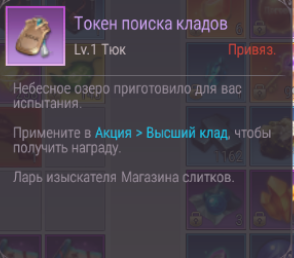 Токен поиска кладов
Lv.1 Тюк
Привяз.
Небесное озеро приготовило для вас
испытания.
Примените в Акция > Высший клад, чтобы
получить награду.
Ларь изыскателя Магазина слитков.